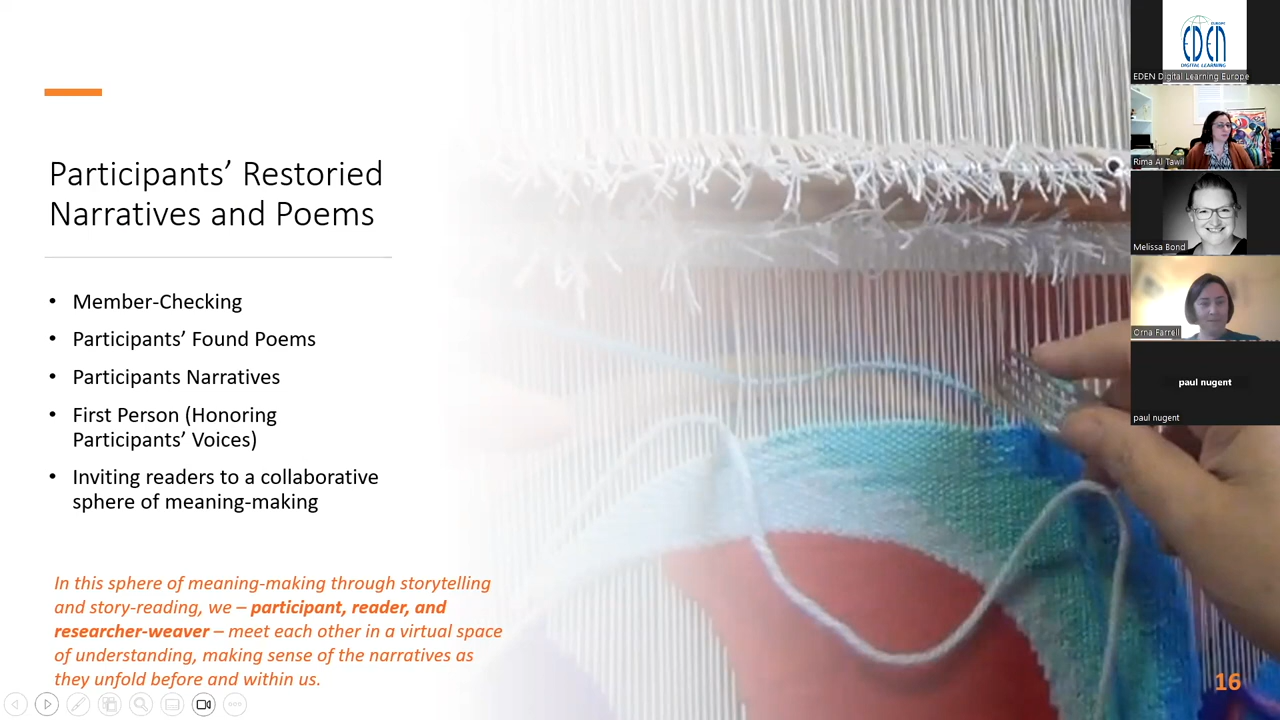 Participants’ Restoried
Narratives and Poems
• Member-Checking
• Participants’ Found Poems
• Participants Narratives
• First Person (Honoring
Participants’ Voices)
• Inviting readers to a collaborative
sphere of meaning-making
In this sphere of meaning-making through storytelling
and story-reading, we – participant, reader, and
researcher-weaver – meet each other in a virtual space
of understanding, making sense of the narratives as
they unfold before and within us.
16
EUROPE
EDEN
DIGITAL LEARNING
EDEN Digital Learning Europe
Rima Al Tawil
Melissa Bond
Orna Farrell
paul nugent
paul nugent